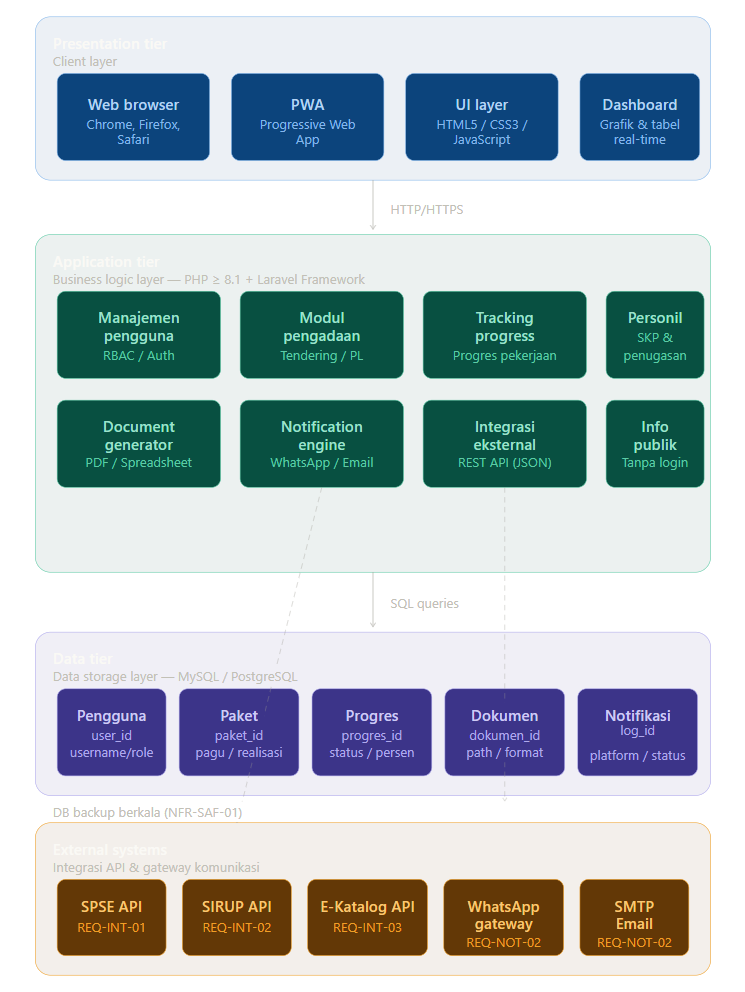 Presentation tier
Client layer
Web browser
Chrome, Firefox,
Safari
PWA
Progressive Web
App
UI layer
HTML5 / CSS3 /
JavaScript
Dashboard
Grafik & tabel
real-time
HTTP/HTTPS
Application tier
Business logic layer — PHP ≥ 8.1 + Laravel Framework
Manajemen
pengguna
RBAC / Auth
Modul
pengadaan
Tendering / PL
Tracking
progress
Progres pekerjaan
Personil
SKP &
penugasan
Document
generator
PDF / Spreadsheet
Notification
engine
WhatsApp / Email
Integrasi
eksternal
REST API (JSON)
Info
publik
Tanpa login
SQL queries
Data tier
Data storage layer — MySQL / PostgreSQL
Pengguna
user_id
username/role
Paket
paket_id
pagu / realisasi
Progres
progres_id
status / persen
Dokumen
dokumen_id
path / format
Notifikasi
log_id
platform / status
DB backup berkala (NFR-SAF-01)
External systems
Integrasi API & gateway komunikasi
SPSE API
REQ-INT-01
SIRUP API
REQ-INT-02
E-Katalog API
REQ-INT-03
WhatsApp
gateway
REQ-NOT-02
SMTP
Email
REQ-NOT-02